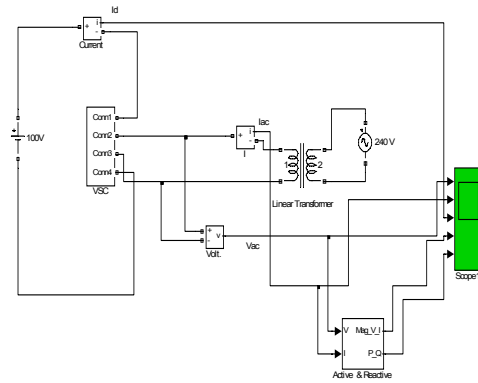 Id
+
i
-
Current
100V
Conn1
Conn2
Conn3
Conn4
VSC
Iac
+
i
-
I
1
2
Linear Transformer
240 V
+
-
v
Volt.
Vac
Scope1
V
I
Mag_V_I
P_Q
Active & Reactive